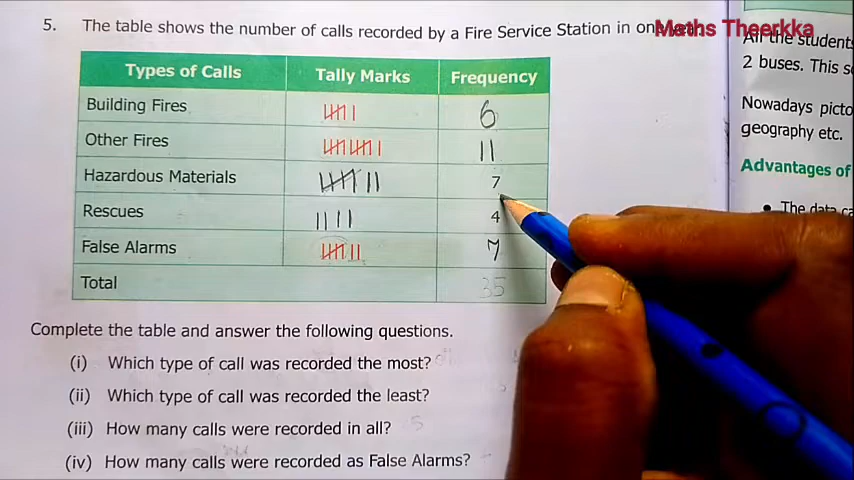 5. The table shows the number of calls recorded by a Fire Service Station in one
Maths Theerkka
Types of Calls Tally Marks Frequency
Building Fires 6
Other Fires 11
Hazardous Materials 7
Rescues 4
False Alarms 7
Total 35
Complete the table and answer the following questions.
(i) Which type of call was recorded the most?
(ii) Which type of call was recorded the least?
(iii) How many calls were recorded in all?
(iv) How many calls were recorded as False Alarms?
All the students
2 buses. This
Nowadays
geography etc.
Advantages of
• The data